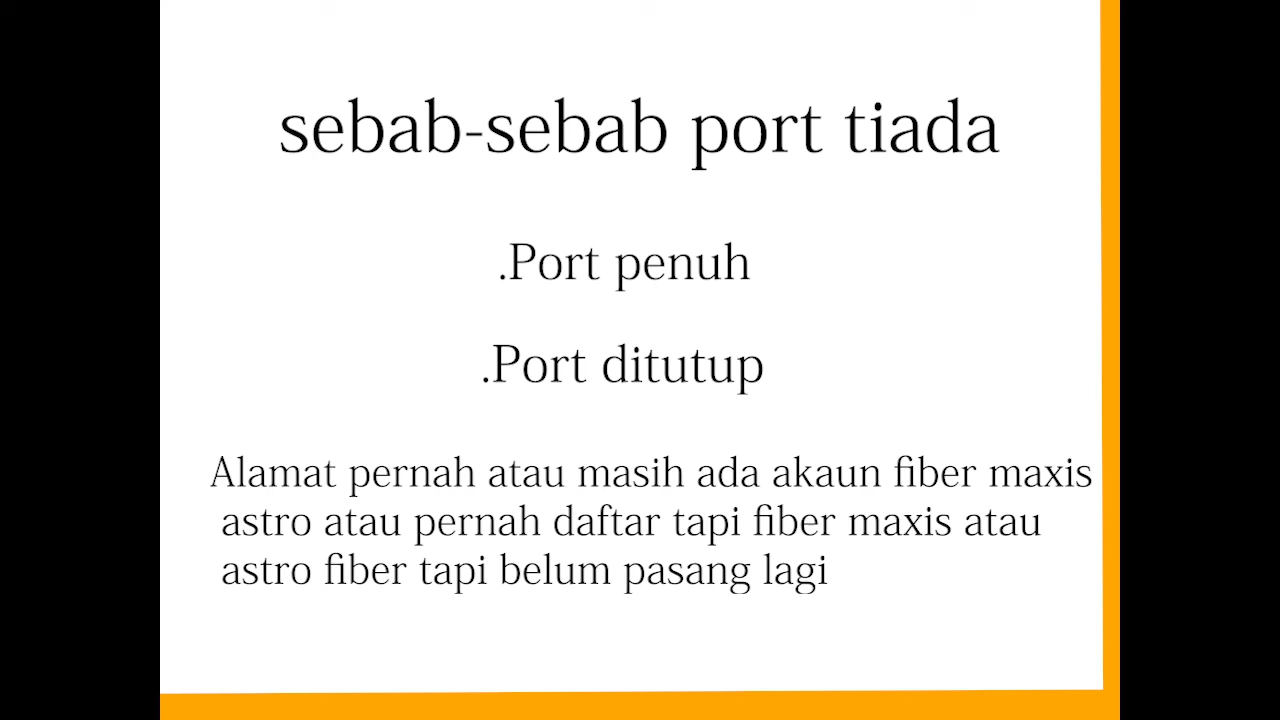 sebab-sebab port tiada
.Port penuh
.Port ditutup
Alamat pernah atau masih ada akaun fiber maxis
astro atau pernah daftar tapi fiber maxis atau
astro fiber tapi belum pasang lagi